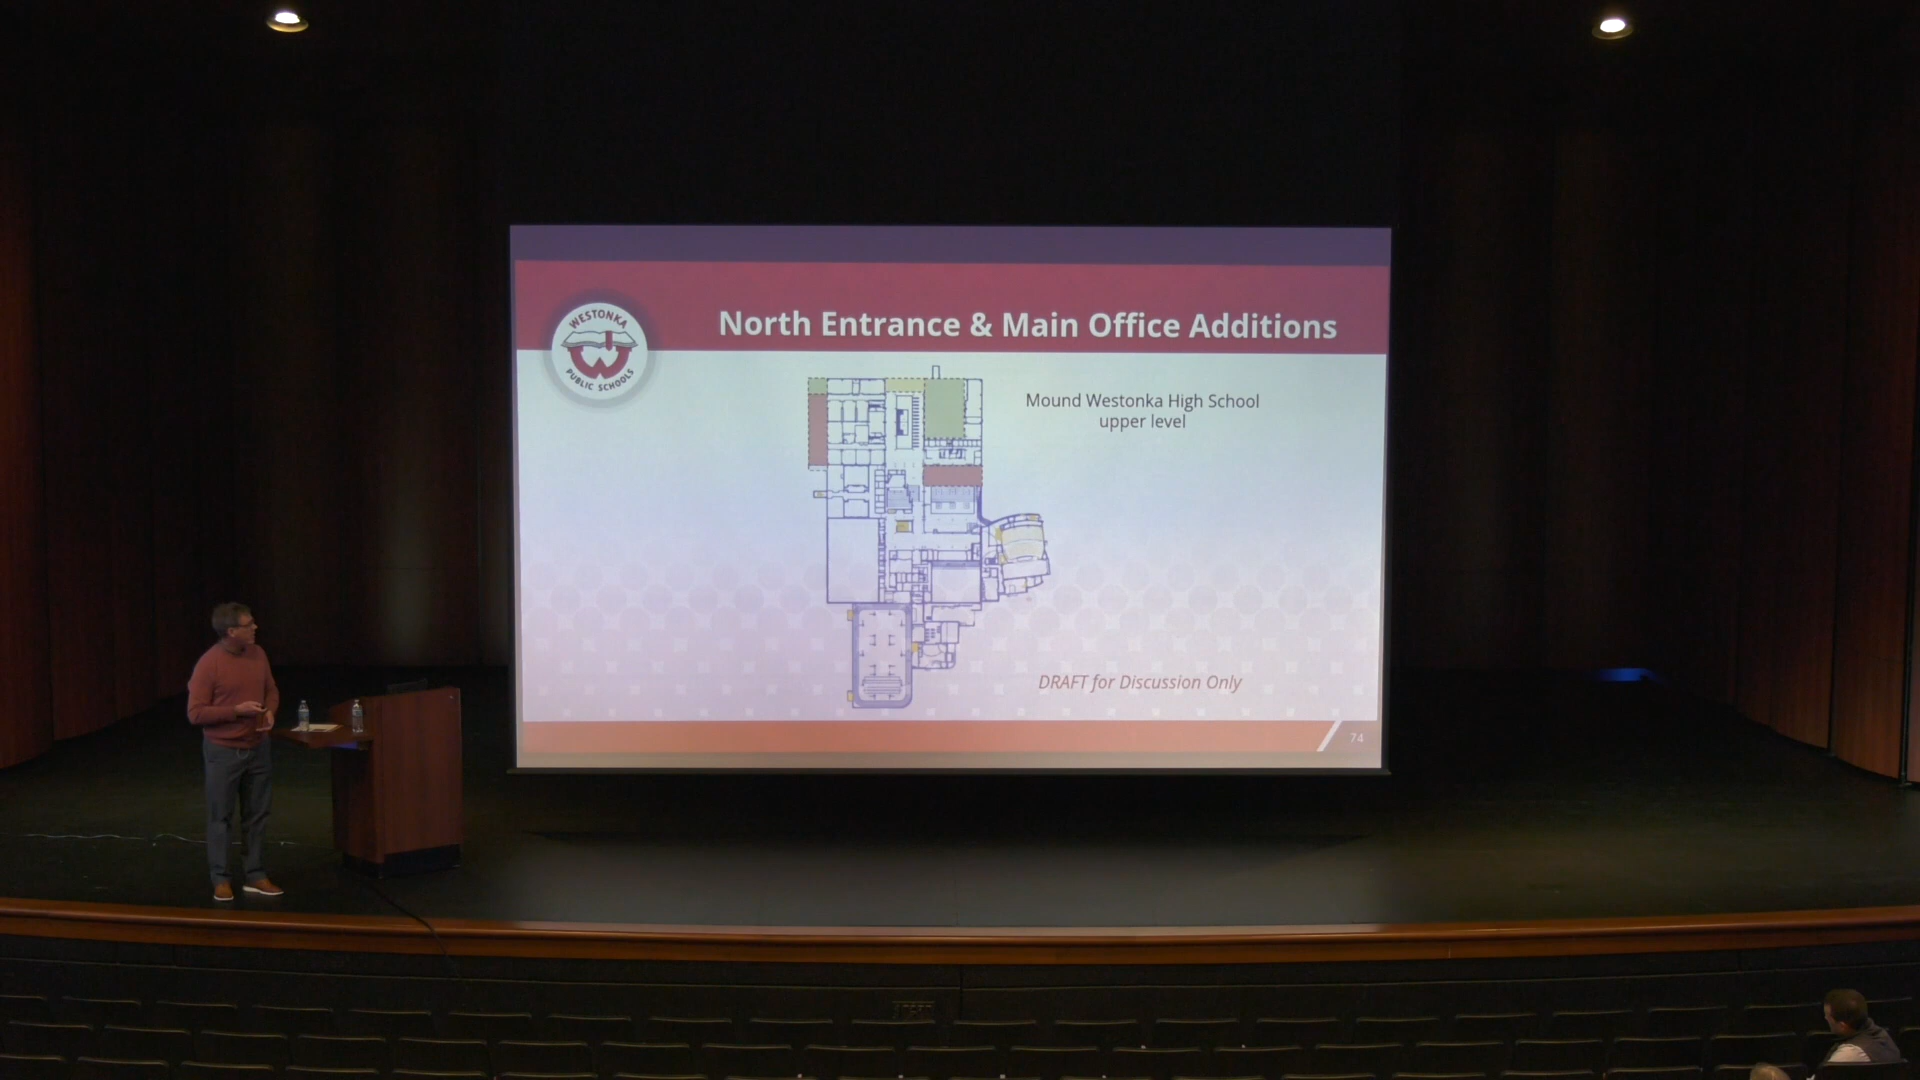 WESTONKA
PUBLIC SCHOOLS
North Entrance & Main Office Additions
Mound Westonka High School
upper level
DRAFT for Discussion Only
74